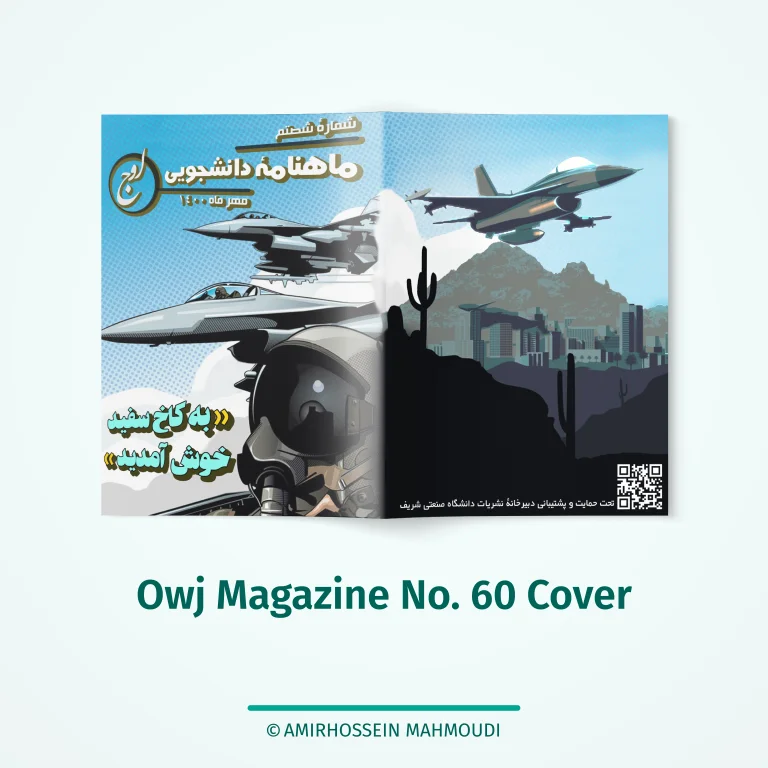 شمارهٔ شصتم
ماهنامهٔ دانشجویی
اوج
مهر ماه ۱۴۰۰
«به کاخ سفید
خوش آمدید»
تحت حمایت و پشتیبانی دبیرخانهٔ نشریات دانشگاه صنعتی شریف
Owj Magazine No. 60 Cover
© AMIRHOSSEIN MAHMOUDI